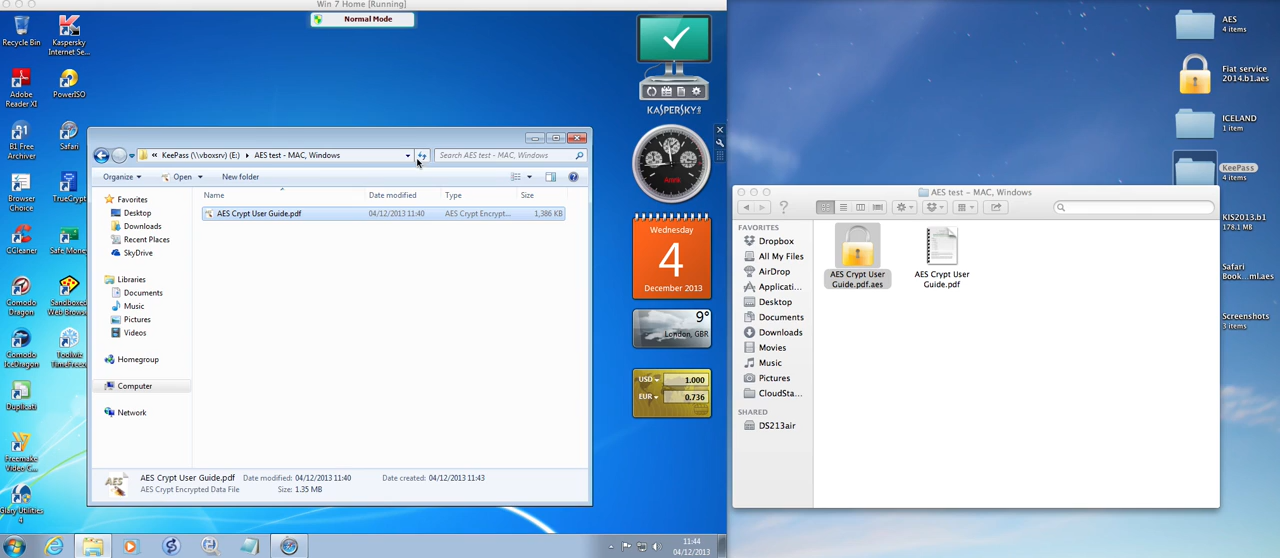 Win 7 Home [Running]
Normal Mode
Recycle Bin
Kaspersky
Internet Se...
Adobe
Reader XI
PowerISO
B1 Free
Archiver
Safari
Browser
Choice
TrueCrypt
CCleaner
Safe Money
Comodo
Dragon
Sandboxed
Web Browser
Comodo
IceDragon
Toolwiz
TimeFreeze
Duplicati
Freemake
Video C...
Glary Utilities
4
« KeePass (\\vboxsrv) (E:) ▸ AES test - MAC, Windows
Search AES test - MAC, Windows
Organize
Open
New folder
Favorites
Desktop
Downloads
Recent Places
SkyDrive
Libraries
Documents
Music
Pictures
Videos
Homegroup
Computer
Network
Name Date modified Type Size
AES Crypt User Guide.pdf 04/12/2013 11:40 AES Crypt Encrypt... 1,386 KB
AES
AES Crypt User Guide.pdf Date modified: 04/12/2013 11:40 Date created: 04/12/2013 11:43
AES Crypt Encrypted Data File Size: 1.35 MB
KASPERSKY
Wednesday
4
December 2013
9°
London, GBR
USD 1.000
EUR 0.736
11:44
04/12/2013
AES
4 items
Fiat service
2014.b1.aes
ICELAND
1 item
KeePass
4 items
KIS2013.b1
178.1 MB
Safari
Book...ml.aes
Screenshots
3 items
AES test – MAC, Windows
FAVORITES
Dropbox
All My Files
AirDrop
Applicati...
Desktop
Documents
Downloads
Movies
Music
Pictures
CloudSta...
SHARED
DS213air
AES Crypt User
Guide.pdf.aes
AES Crypt User
Guide.pdf